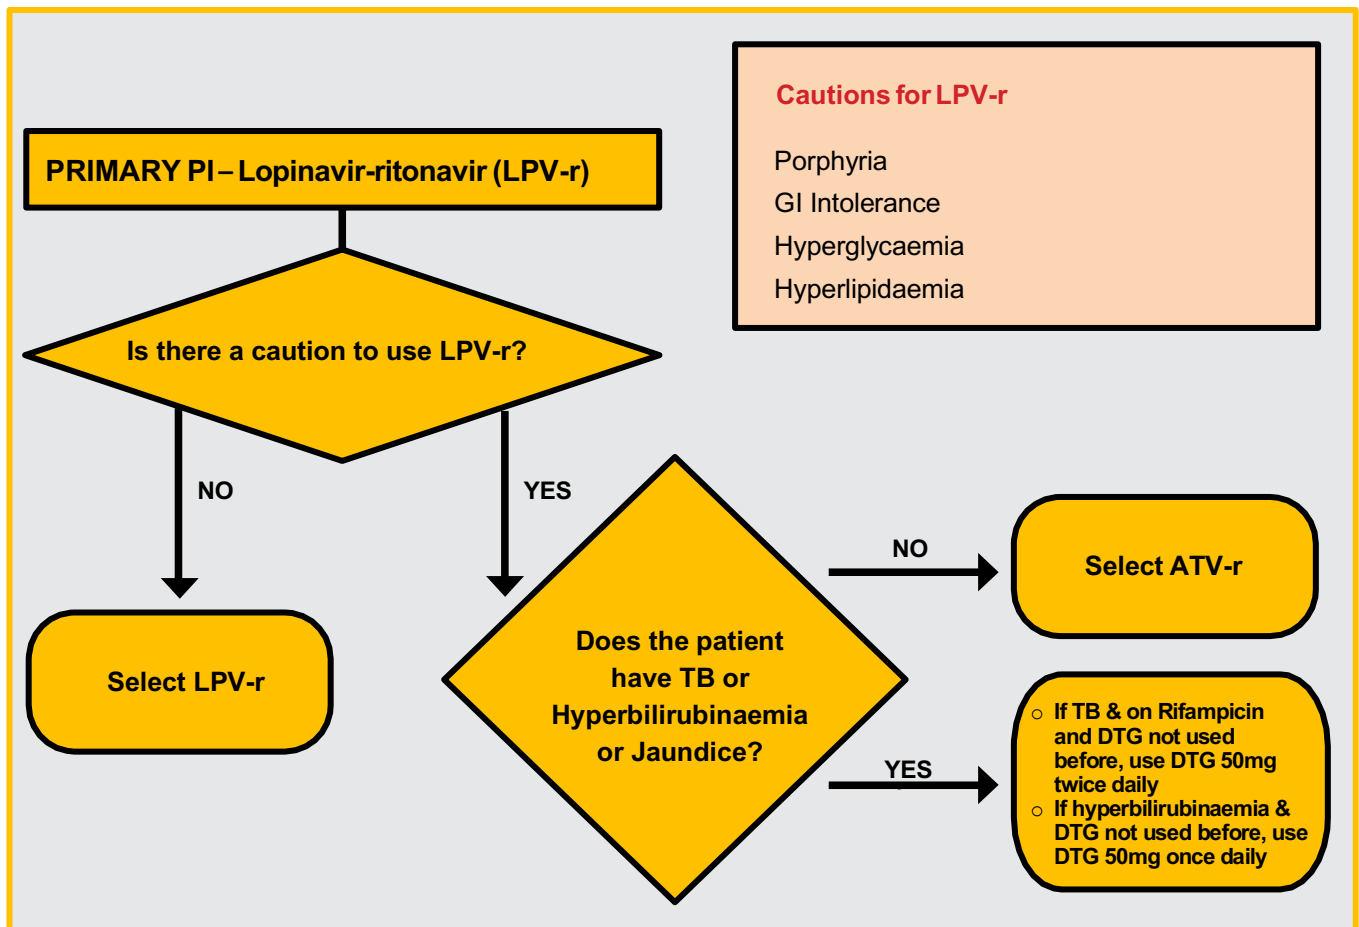 Cautions for LPV-r
Porphyria
GI Intolerance
Hyperglycaemia
Hyperlipidaemia
PRIMARY PI – Lopinavir-ritonavir (LPV-r)
Is there a caution to use LPV-r?
NO
YES
Select LPV-r
Does the patient
have TB or
Hyperbilirubinaemia
or Jaundice?
NO
Select ATV-r
YES
○ If TB & on Rifampicin
and DTG not used
before, use DTG 50mg
twice daily
○ If hyperbilirubinaemia &
DTG not used before, use
DTG 50mg once daily